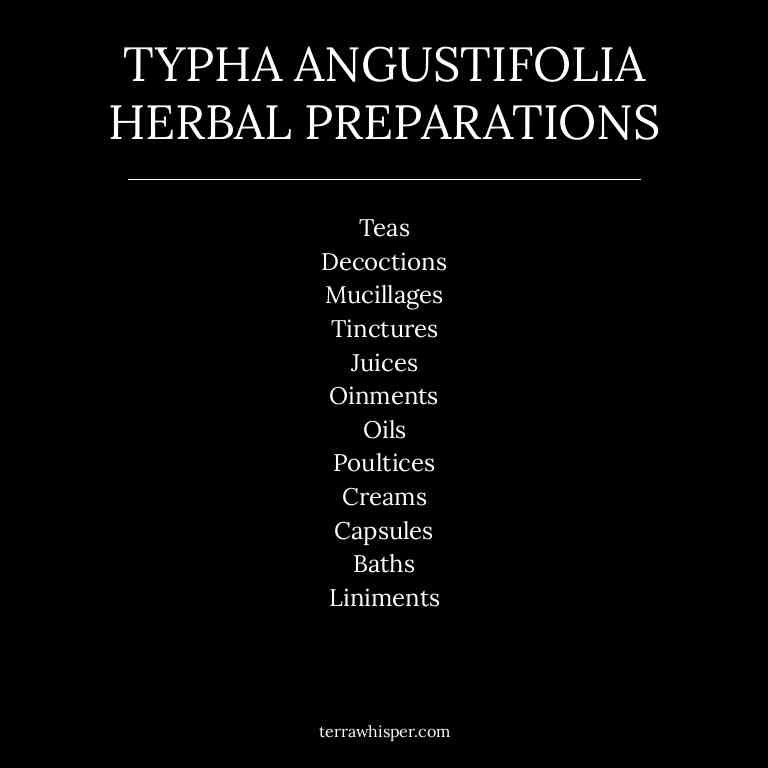 TYPHA ANGUSTIFOLIA
HERBAL PREPARATIONS
Teas
Decoctions
Mucillages
Tinctures
Juices
Oinments
Oils
Poultices
Creams
Capsules
Baths
Liniments
terrawhisper.com